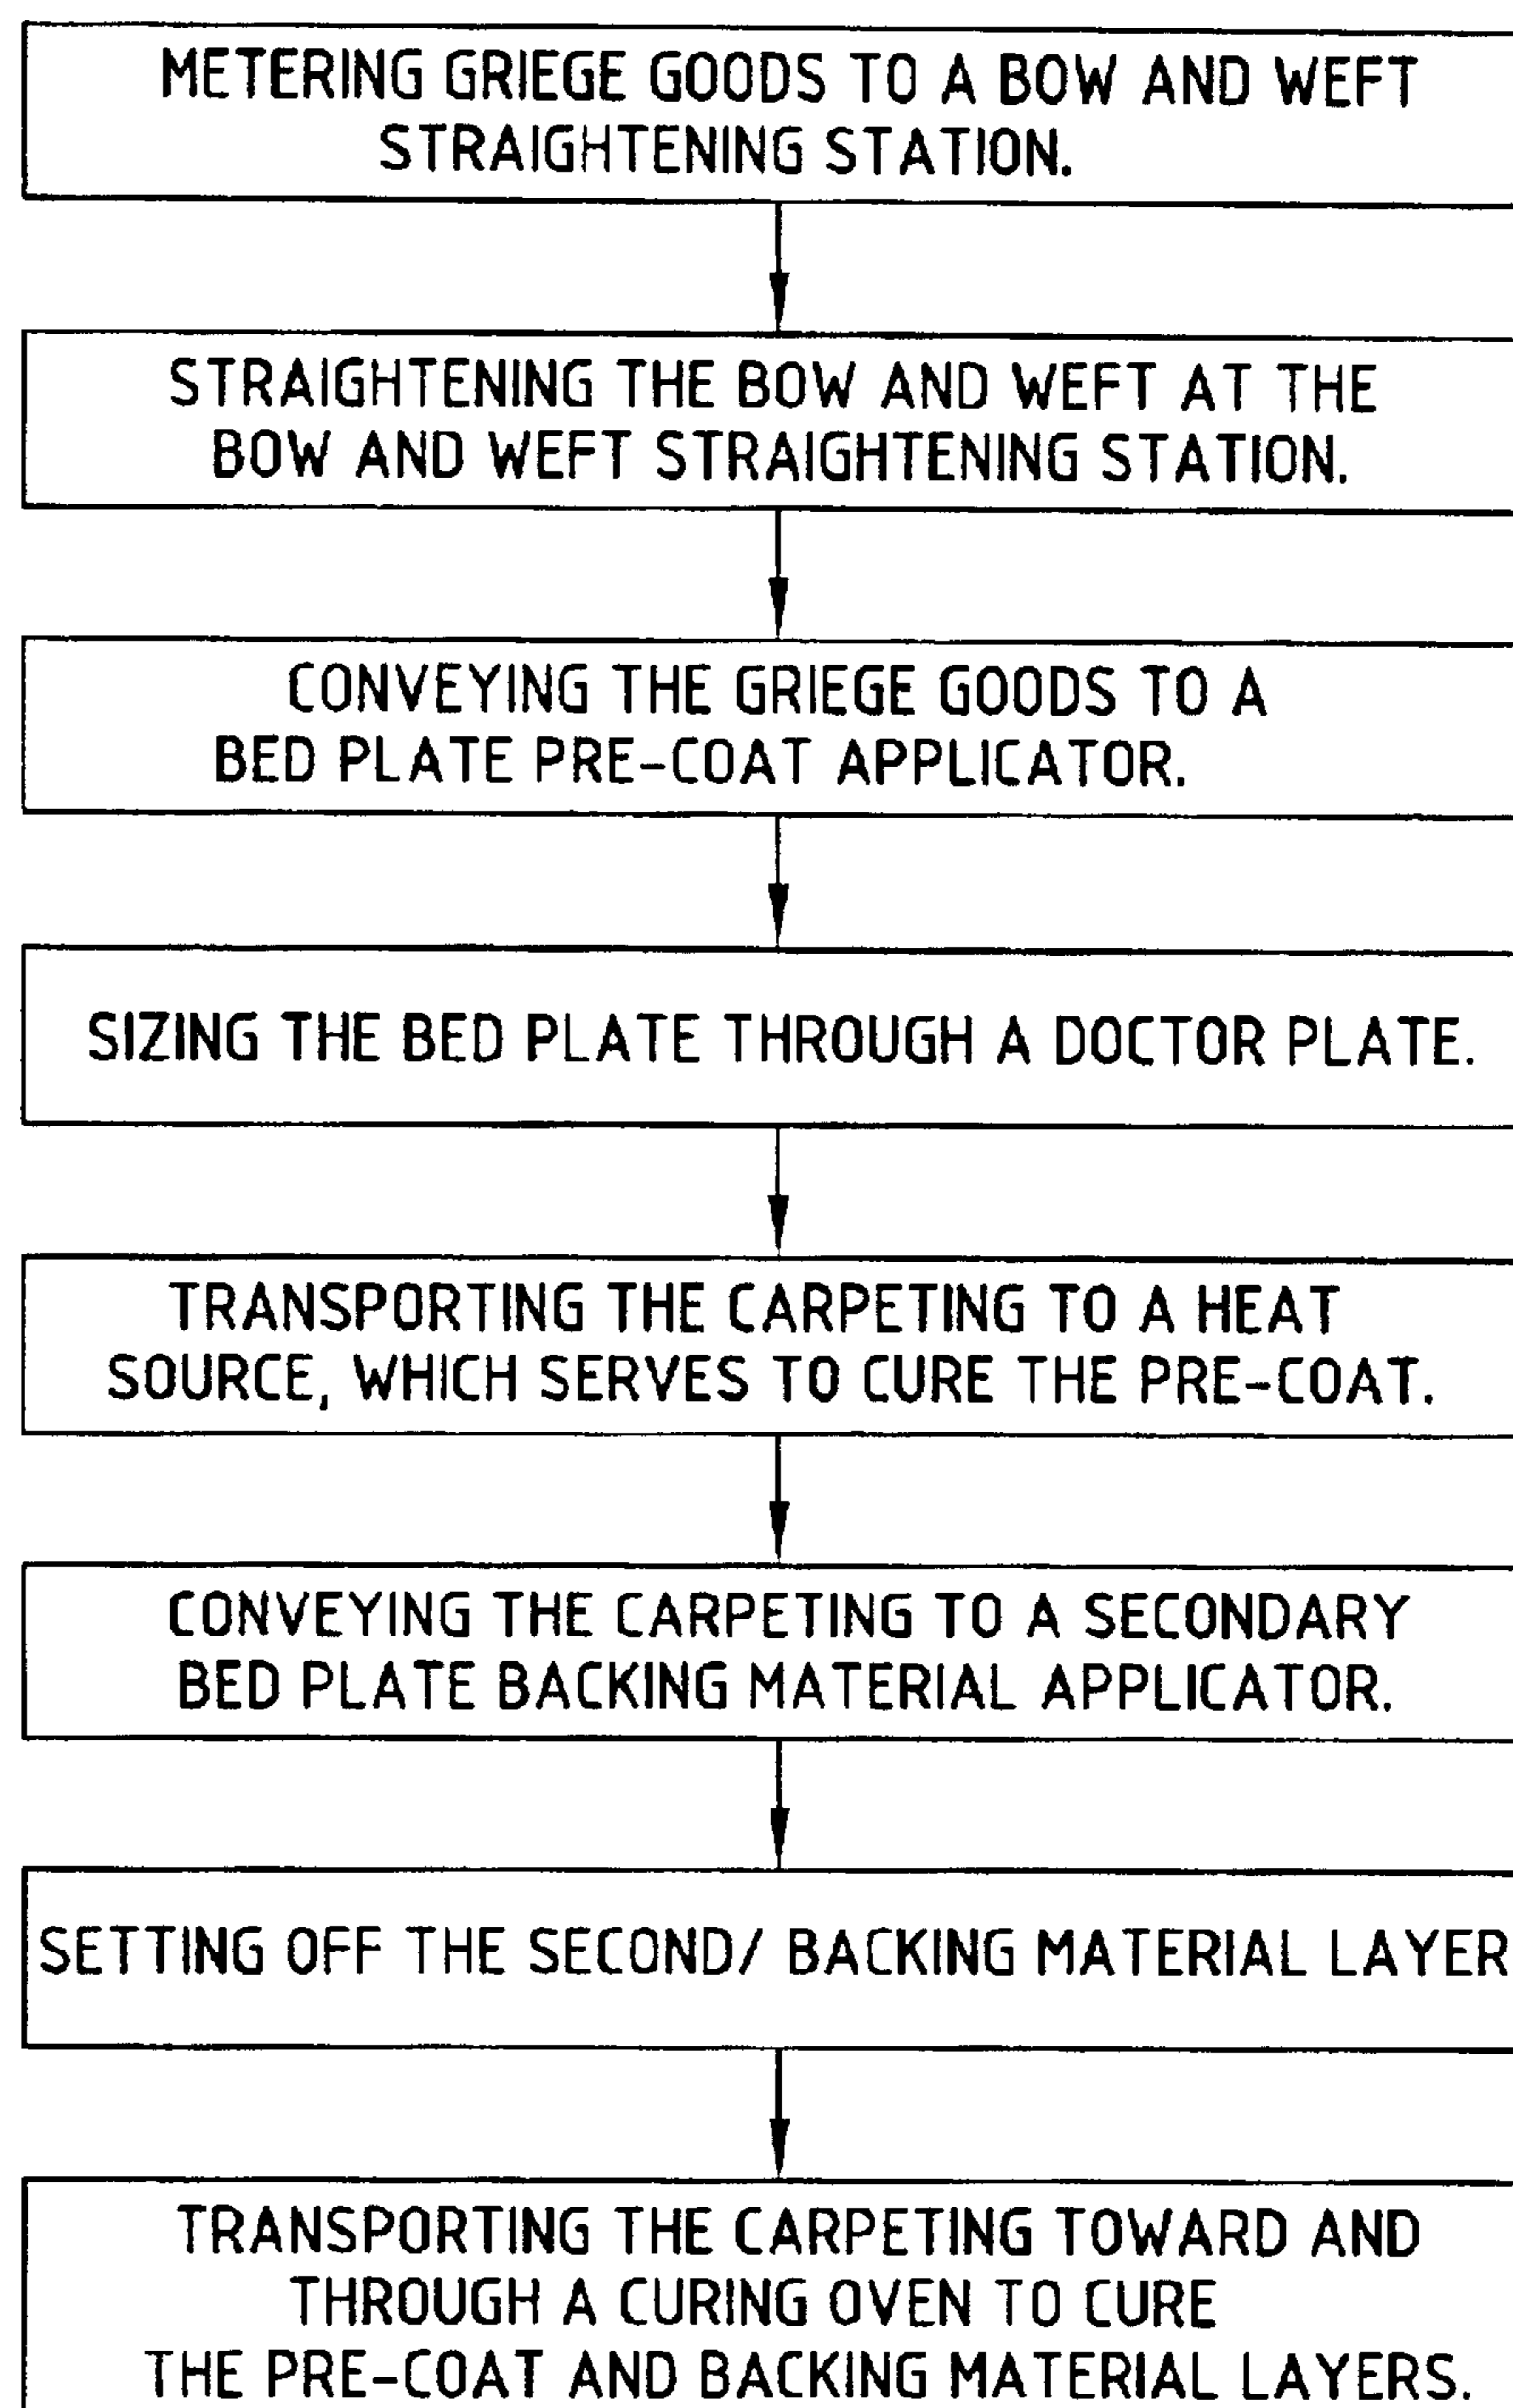 METERING GRIEGE GOODS TO A BOW AND WEFT
STRAIGHTENING STATION.
STRAIGHTENING THE BOW AND WEFT AT THE
BOW AND WEFT STRAIGHTENING STATION.
CONVEYING THE GRIEGE GOODS TO A
BED PLATE PRE-COAT APPLICATOR.
SIZING THE BED PLATE THROUGH A DOCTOR PLATE.
TRANSPORTING THE CARPETING TO A HEAT
SOURCE, WHICH SERVES TO CURE THE PRE-COAT.
CONVEYING THE CARPETING TO A SECONDARY
BED PLATE BACKING MATERIAL APPLICATOR.
SETTING OFF THE SECOND/ BACKING MATERIAL LAYER
TRANSPORTING THE CARPETING TOWARD AND
THROUGH A CURING OVEN TO CURE
THE PRE-COAT AND BACKING MATERIAL LAYERS.